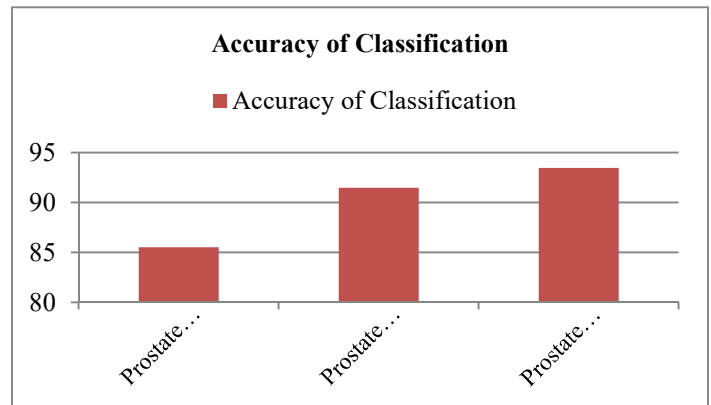 Accuracy of Classification
Accuracy of Classification
95
90
85
80
Prostate…
Prostate…
Prostate…